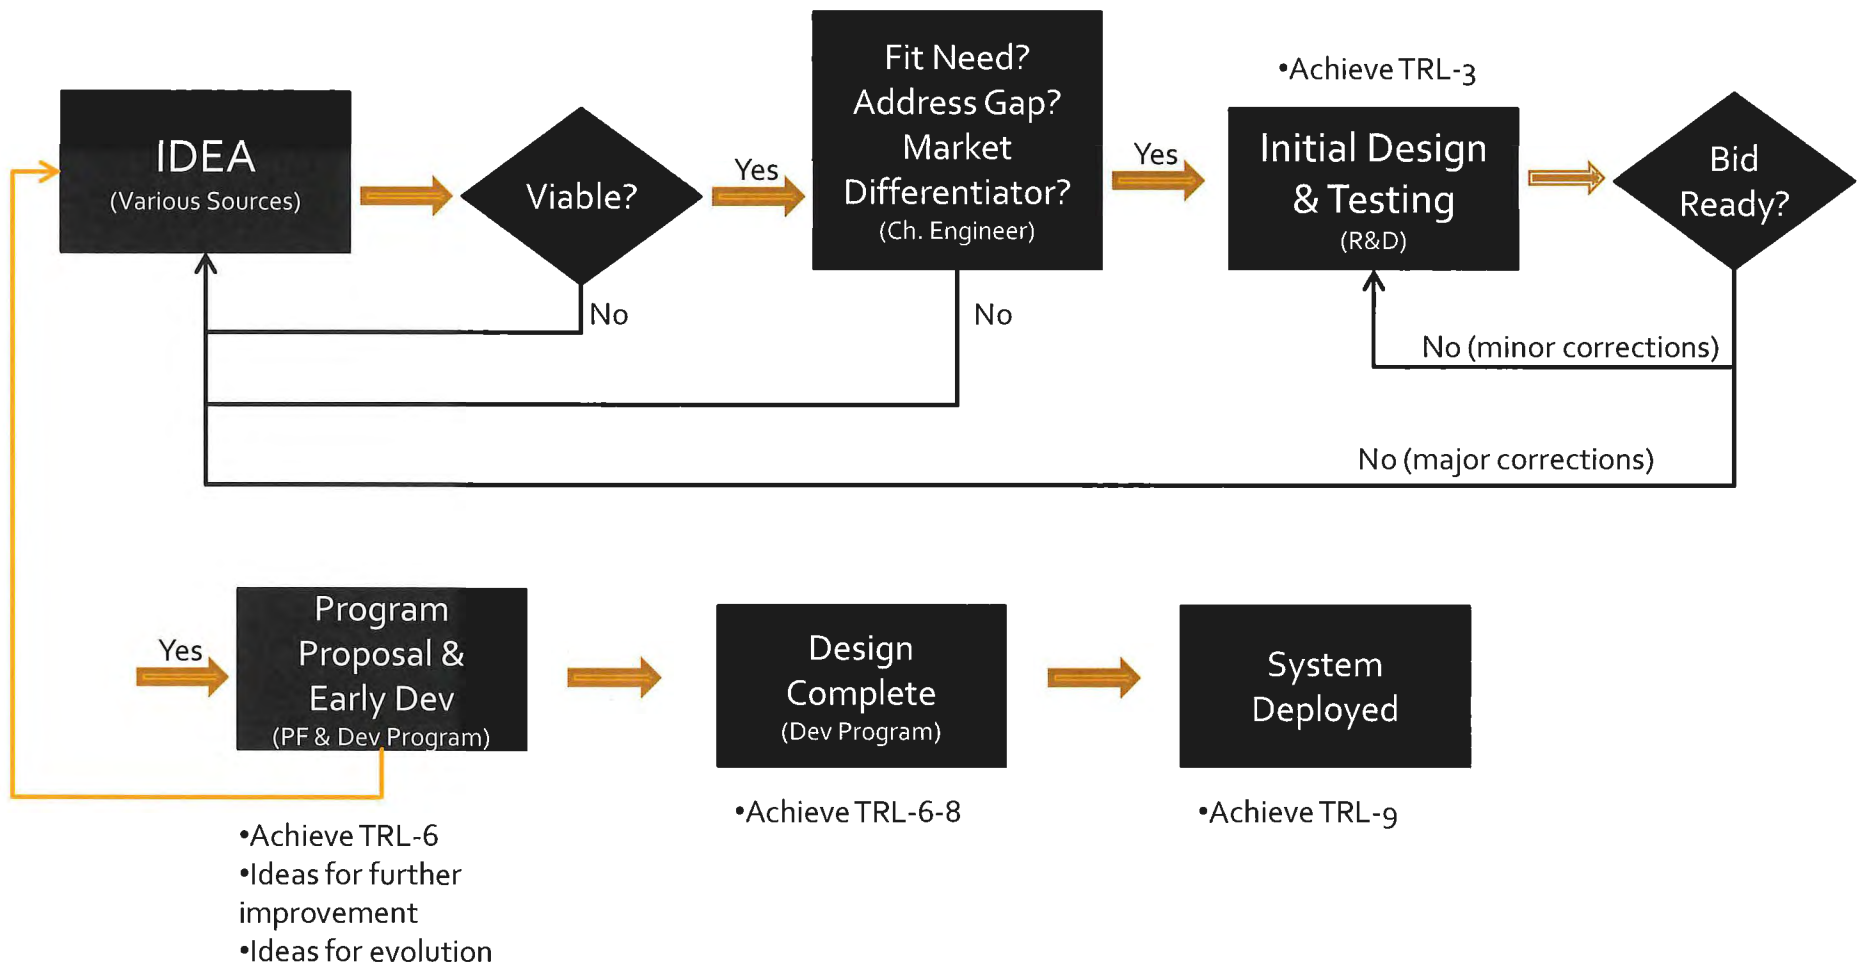 IDEA
(Various Sources)
Viable?
Yes
Fit Need?
Address Gap?
Market
Differentiator?
(Ch. Engineer)
Yes
•Achieve TRL-3
Initial Design
& Testing
(R&D)
Bid
Ready?
No
No
No (minor corrections)
No (major corrections)
Yes
Program
Proposal &
Early Dev
(PF & Dev Program)
•Achieve TRL-6
•Ideas for further
improvement
•Ideas for evolution
Design
Complete
(Dev Program)
•Achieve TRL-6-8
System
Deployed
•Achieve TRL-9